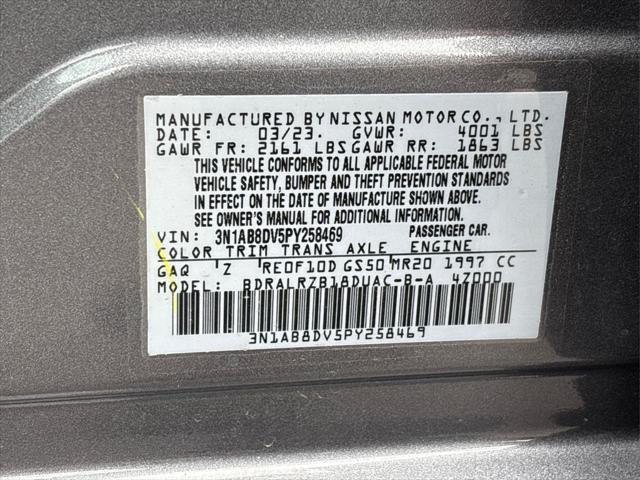 MANUFACTURED BY NISSAN MOTOR CO., LTD.
DATE: 03/23. GVWR: 4001 LBS
GAWR FR: 2161 LBS GAWR RR: 1863 LBS
THIS VEHICLE CONFORMS TO ALL APPLICABLE FEDERAL MOTOR
VEHICLE SAFETY, BUMPER AND THEFT PREVENTION STANDARDS
IN EFFECT ON THE DATE OF MANUFACTURE SHOWN ABOVE.
SEE OWNER'S MANUAL FOR ADDITIONAL INFORMATION.
VIN: 3N1AB8DV5PY258469 PASSENGER CAR.
COLOR TRIM TRANS AXLE ENGINE
GAQ Z RE0F10D GS50 MR20 1997 CC
MODEL: BDRALRZB18DUAC-B-A 4Z000
3N1AB8DV5PY258469